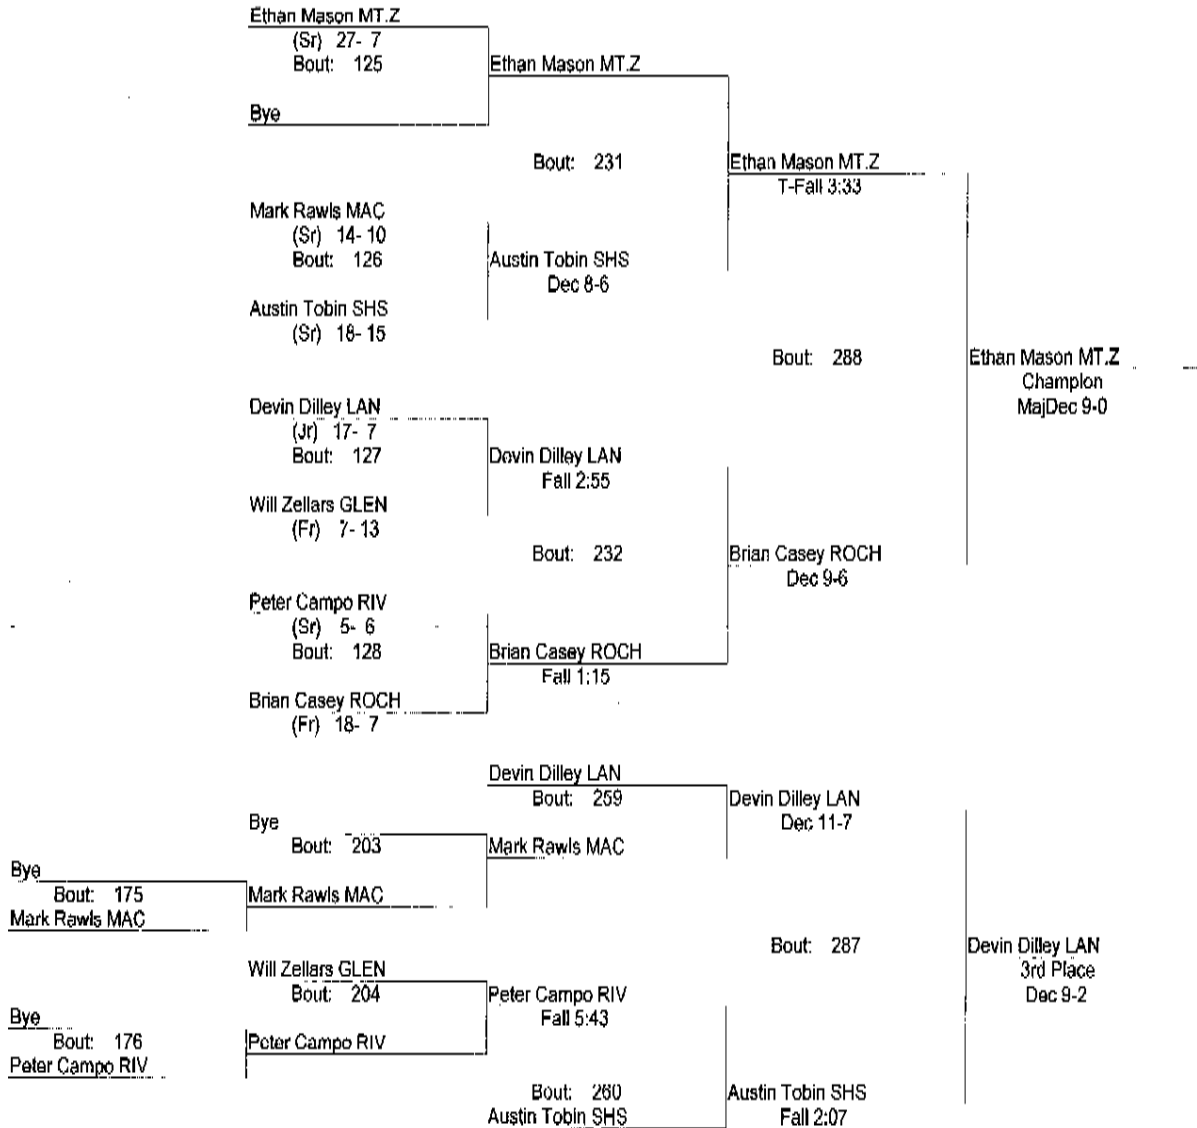 Ethan Mason MT.Z
(Sr) 27- 7
Bout: 125
Ethan Mason MT.Z
Bye
Bout: 231
Ethan Mason MT.Z
T-Fall 3:33
Mark Rawls MAC
(Sr) 14- 10
Bout: 126
Austin Tobin SHS
Dec 8-6
Austin Tobin SHS
(Sr) 18- 15
Bout: 288
Ethan Mason MT.Z
Champion
MajDec 9-0
Devin Dilley LAN
(Jr) 17- 7
Bout: 127
Devin Dilley LAN
Fall 2:55
Will Zellars GLEN
(Fr) 7- 13
Bout: 232
Brian Casey ROCH
Dec 9-6
Peter Campo RIV
(Sr) 5- 6
Bout: 128
Brian Casey ROCH
Fall 1:15
Brian Casey ROCH
(Fr) 18- 7
Devin Dilley LAN
Bout: 259
Devin Dilley LAN
Dec 11-7
Bye
Bout: 203
Mark Rawls MAC
Bye
Bout: 175
Mark Rawls MAC
Mark Rawls MAC
Bout: 287
Devin Dilley LAN
3rd Place
Dec 9-2
Will Zellars GLEN
Bout: 204
Peter Campo RIV
Fall 5:43
Bye
Bout: 176
Peter Campo RIV
Peter Campo RIV
Bout: 260
Austin Tobin SHS
Austin Tobin SHS
Fall 2:07